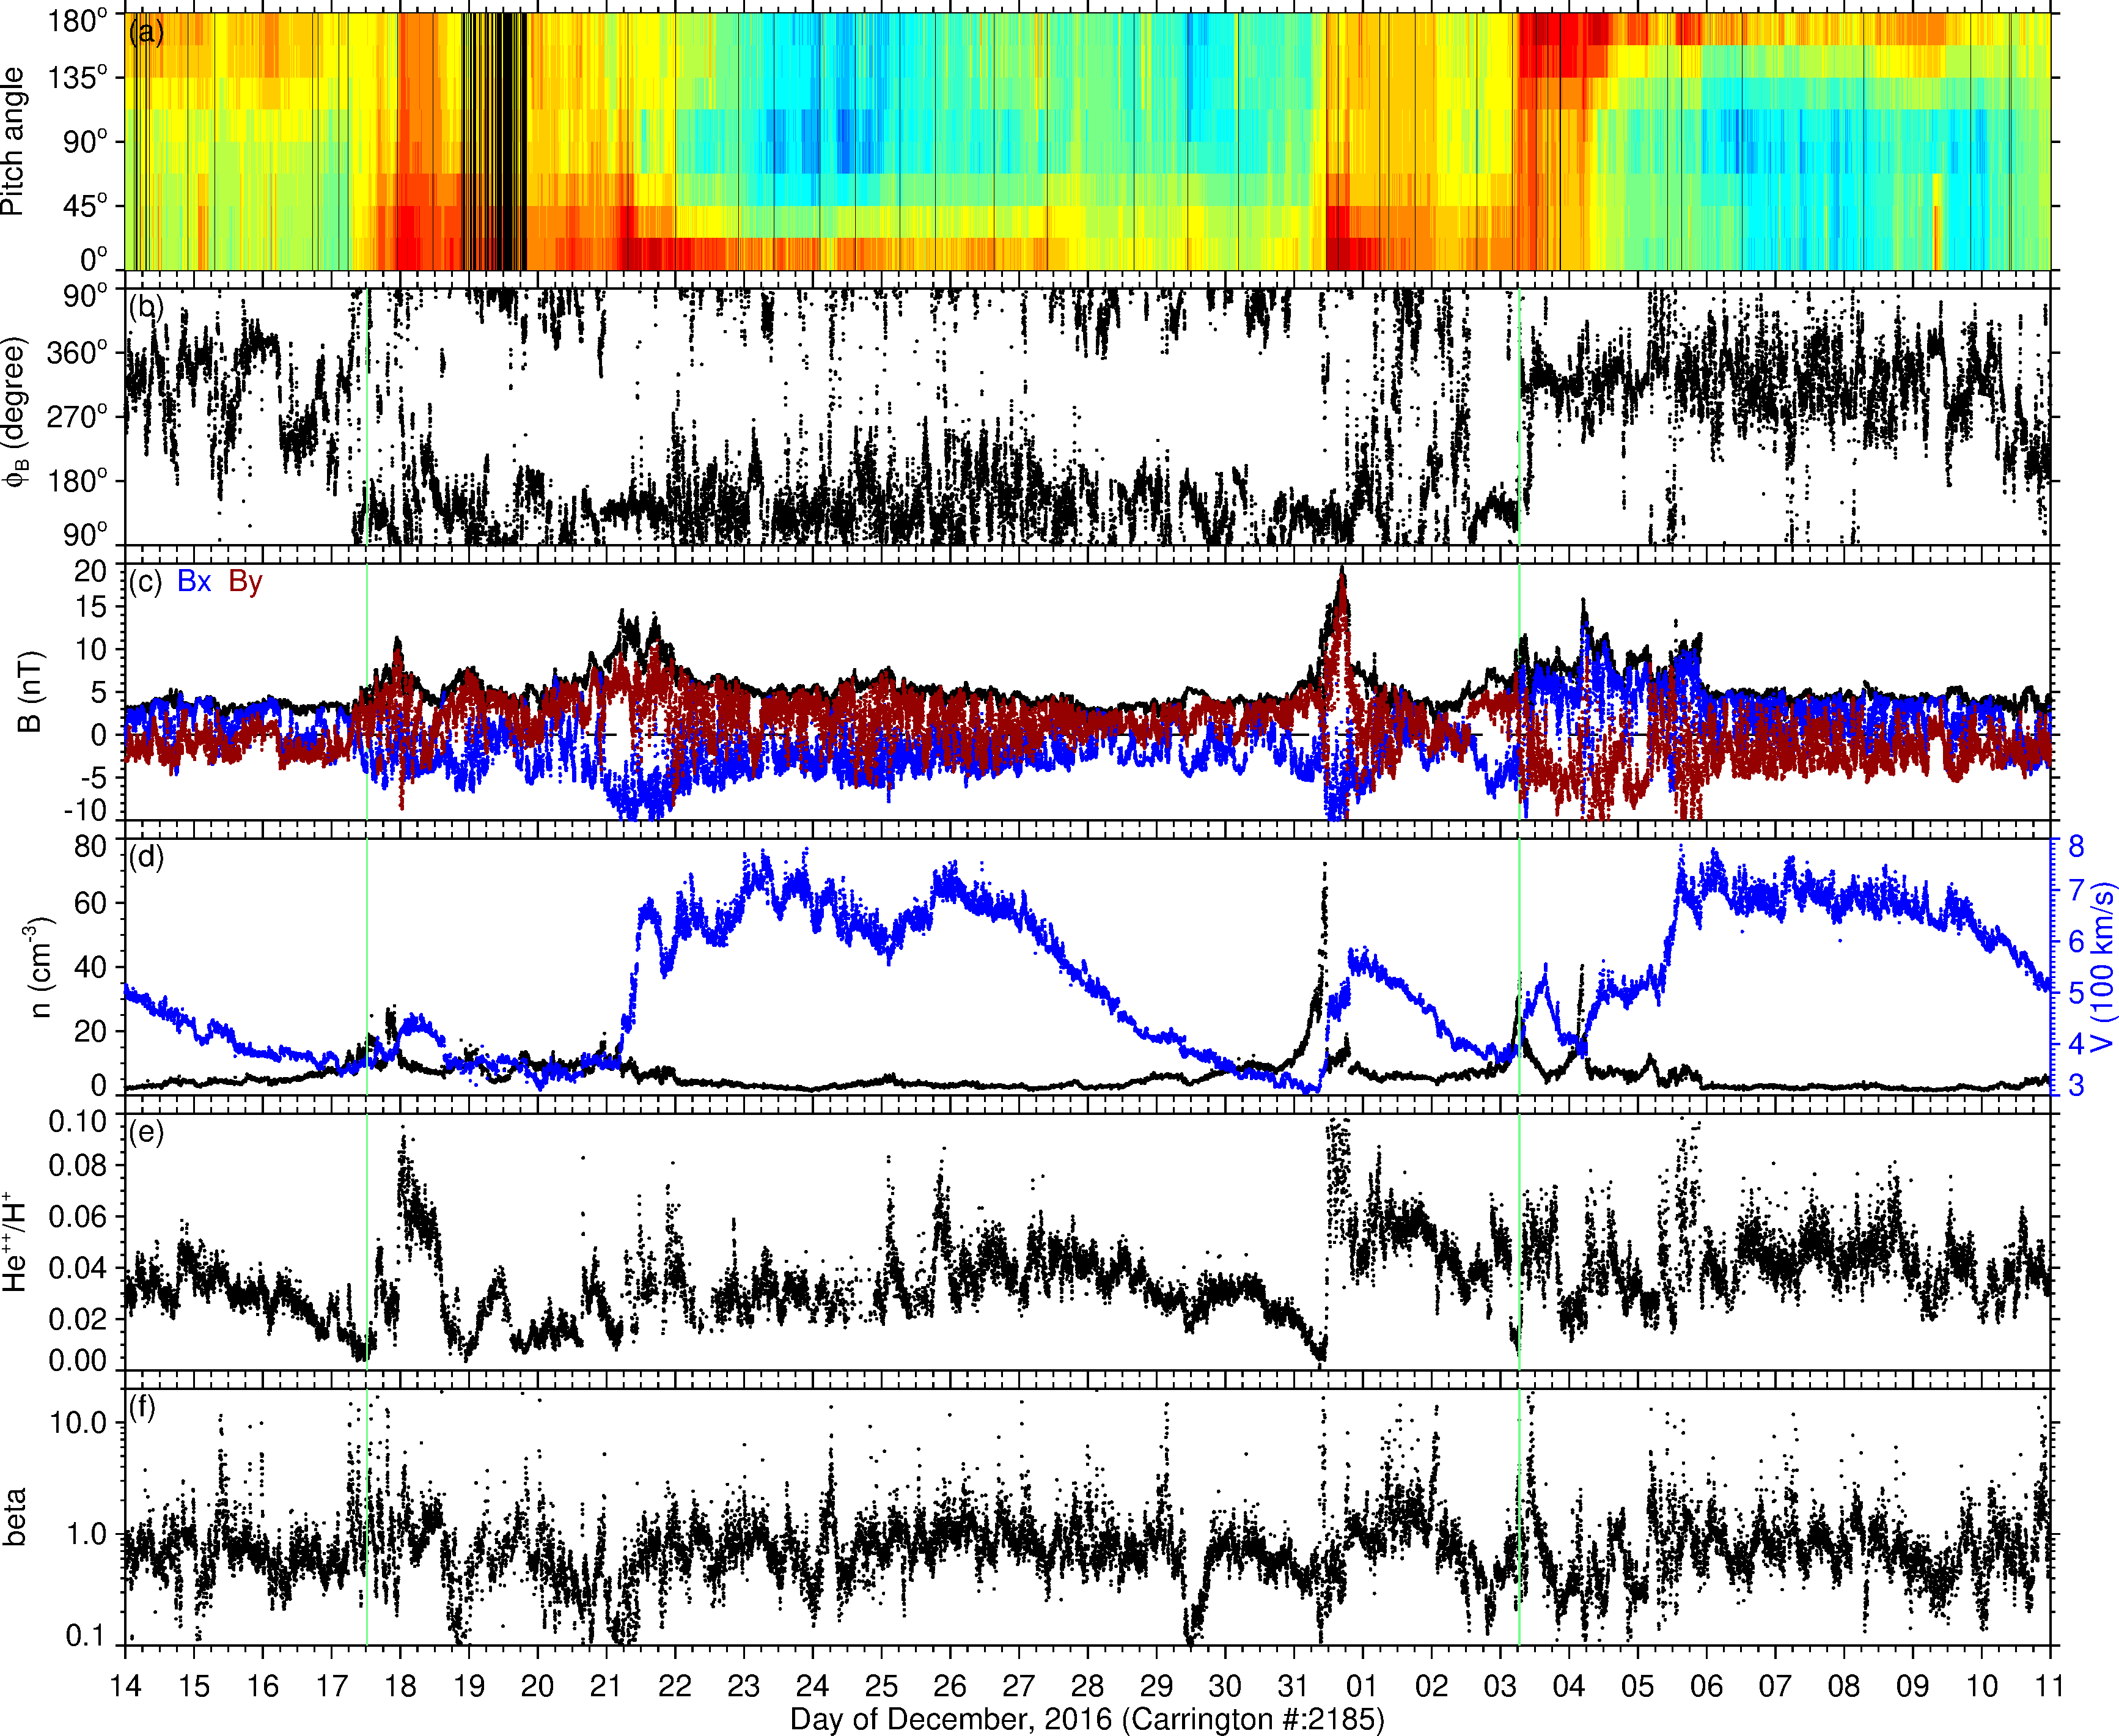 (a)
Pitch angle
180°
135°
90°
45°
0°
(b)
ϕB (degree)
90°
360°
270°
180°
90°
(c) Bx By
B (nT)
20
15
10
5
0
-5
-10
(d)
n (cm-3)
80
60
40
20
0
V (100 km/s)
8
7
6
5
4
3
(e)
He++/H+
0.10
0.08
0.06
0.04
0.02
0.00
(f)
beta
10.0
1.0
0.1
14 15 16 17 18 19 20 21 22 23 24 25 26 27 28 29 30 31 01 02 03 04 05 06 07 08 09 10 11
Day of December, 2016 (Carrington #:2185)